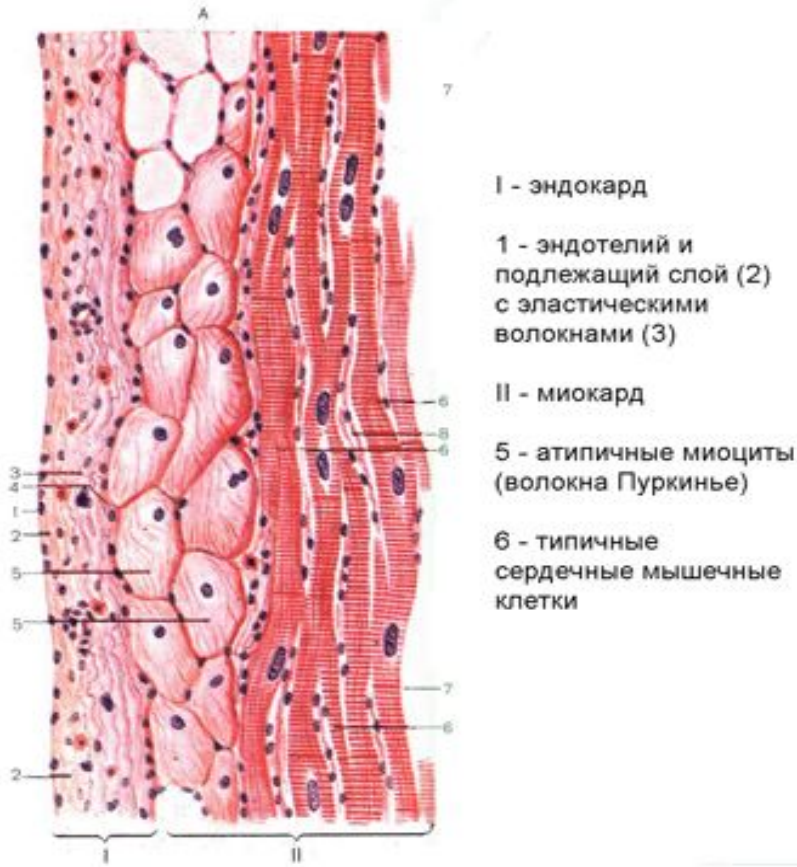 А
7
I - эндокард
1 - эндотелий и
подлежащий слой (2)
с эластическими
волокнами (3)
II - миокард
5 - атипичные миоциты
(волокна Пуркинье)
6 - типичные
сердечные мышечные
клетки
6
8
6
3
4
1
2
5
5
7
6
2
I
II